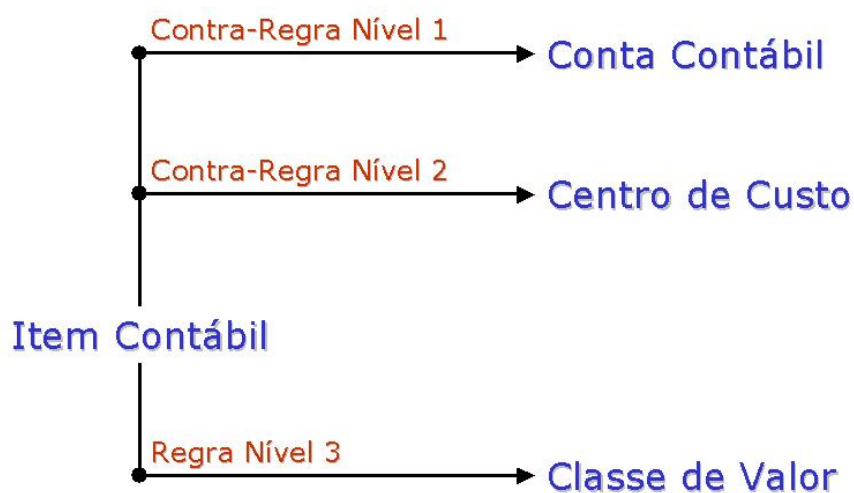 Contra-Regra Nível 1
Conta Contábil
Contra-Regra Nível 2
Centro de Custo
Item Contábil
Regra Nível 3
Classe de Valor